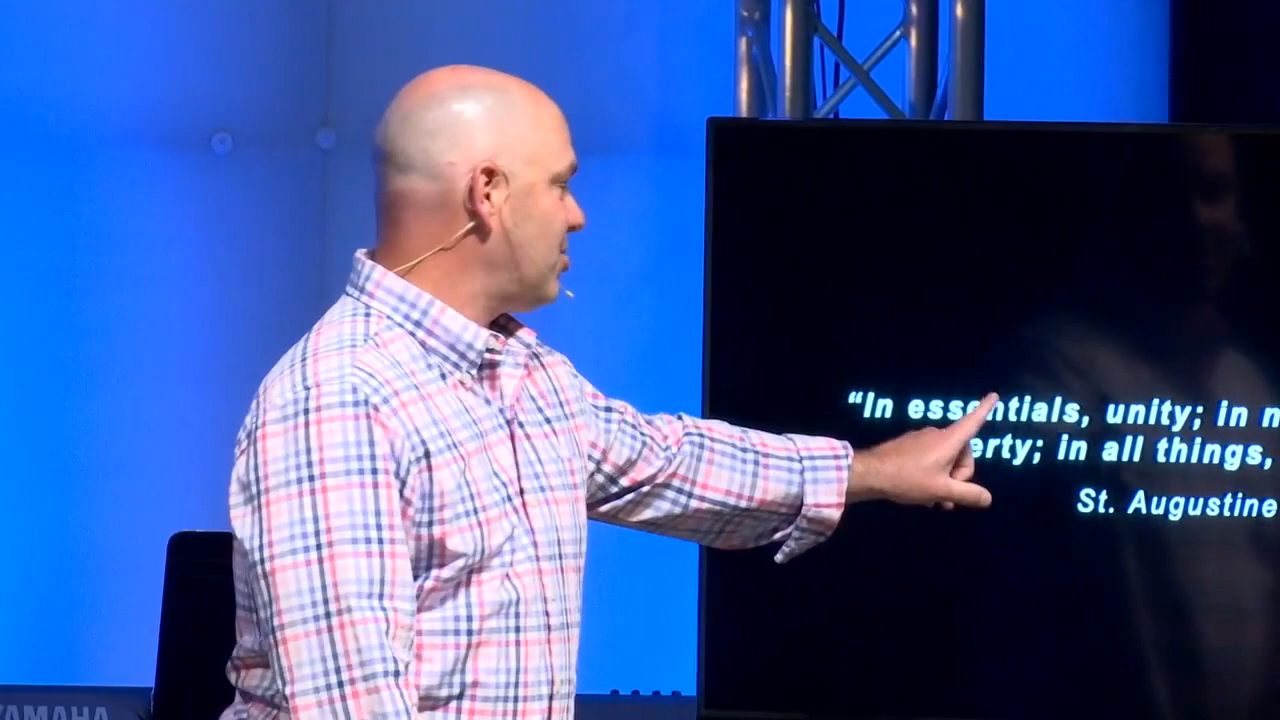 “In essentials, unity; in n
erty; in all things,
St. Augustine
YAMAHA